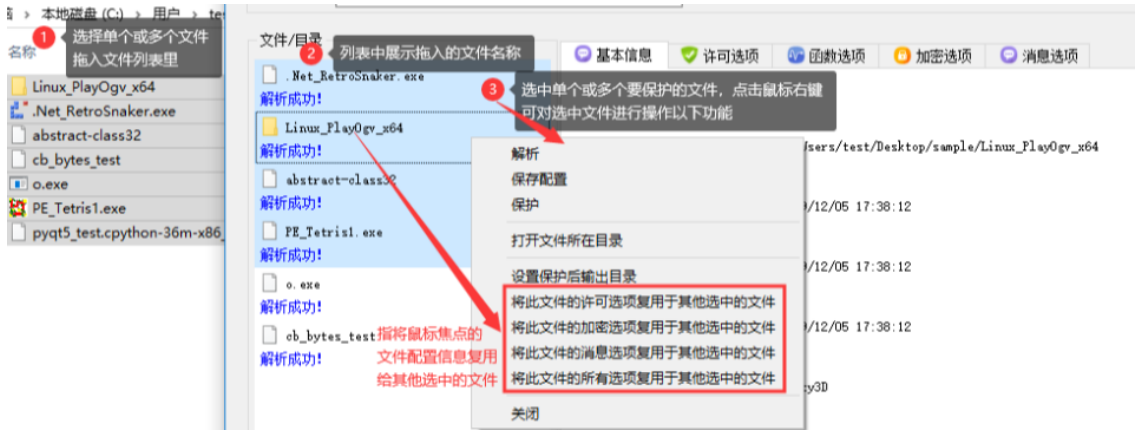 › 本地磁盘 (C:) › 用户 › te
名称
1 选择单个或多个文件
拖入文件列表里
Linux_PlayOgv_x64
.Net_RetroSnaker.exe
abstract-class32
cb_bytes_test
o.exe
PE_Tetris1.exe
pyqt5_test.cpython-36m-x86_
文件/目录
2 列表中展示拖入的文件名称
.Net_RetroSnaker.exe
解析成功!
Linux_PlayOgv_x64
解析成功!
abstract-class32
解析成功!
PE_Tetris1.exe
解析成功!
o.exe
解析成功!
cb_bytes_test
解析成功!
指将鼠标焦点的
文件配置信息复用
给其他选中的文件
基本信息 许可选项 函数选项 加密选项 消息选项
3 选中单个或多个要保护的文件，点击鼠标右键
可对选中文件进行操作以下功能
解析
保存配置
保护
打开文件所在目录
设置保护后输出目录
将此文件的许可选项复用于其他选中的文件
将此文件的加密选项复用于其他选中的文件
将此文件的消息选项复用于其他选中的文件
将此文件的所有选项复用于其他选中的文件
关闭
sers/test/Desktop/sample/Linux_PlayOgv_x64
/12/05 17:38:12
/12/05 17:38:12
/12/05 17:38:12
y3D